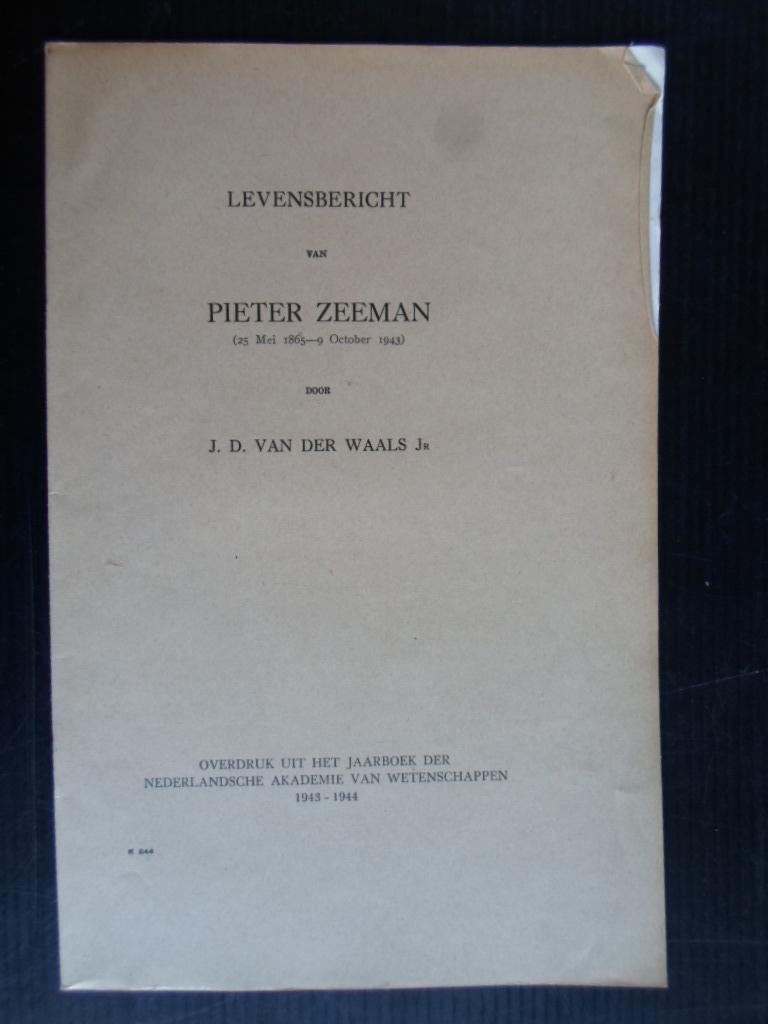 LEVENSBERICHT
VAN
PIETER ZEEMAN
(25 Mei 1865—9 October 1943)
DOOR
J. D. VAN DER WAALS JR
OVERDRUK UIT HET JAARBOEK DER
NEDERLANDSCHE AKADEMIE VAN WETENSCHAPPEN
1943 - 1944
K 244